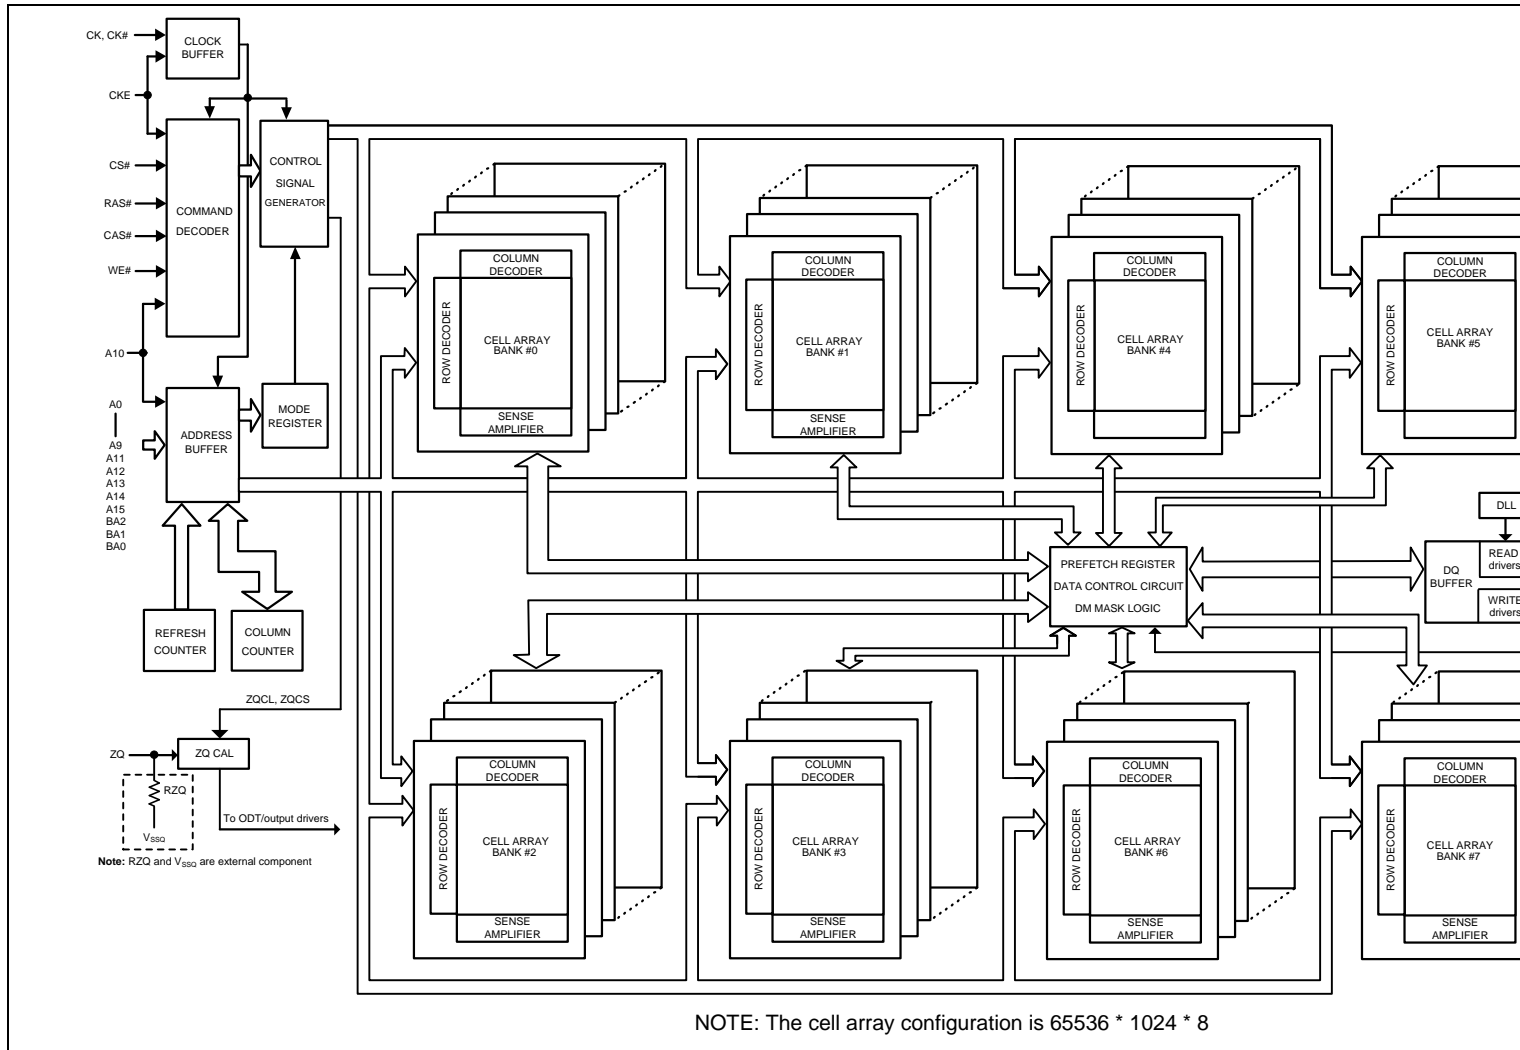 CK, CK#
CLOCK
BUFFER
CKE
CS#
RAS#
CAS#
WE#
A10
COMMAND
DECODER
CONTROL
SIGNAL
GENERATOR
A0
A9
A11
A12
A13
A14
A15
BA2
BA1
BA0
ADDRESS
BUFFER
MODE
REGISTER
REFRESH
COUNTER
COLUMN
COUNTER
ZQCL, ZQCS
ZQ
ZQ CAL
RZQ
VSSQ
To ODT/output drivers
Note: RZQ and VSSQ are external component
COLUMN
DECODER
ROW DECODER
CELL ARRAY
BANK #0
SENSE
AMPLIFIER
COLUMN
DECODER
ROW DECODER
CELL ARRAY
BANK #1
SENSE
AMPLIFIER
COLUMN
DECODER
ROW DECODER
CELL ARRAY
BANK #4
COLUMN
DECODER
ROW DECODER
CELL ARRAY
BANK #5
PREFETCH REGISTER
DATA CONTROL CIRCUIT
DM MASK LOGIC
DLL
DQ
BUFFER
READ
drivers
WRITE
drivers
COLUMN
DECODER
ROW DECODER
CELL ARRAY
BANK #2
SENSE
AMPLIFIER
COLUMN
DECODER
ROW DECODER
CELL ARRAY
BANK #3
SENSE
AMPLIFIER
COLUMN
DECODER
ROW DECODER
CELL ARRAY
BANK #6
SENSE
AMPLIFIER
COLUMN
DECODER
ROW DECODER
CELL ARRAY
BANK #7
SENSE
AMPLIFIER
NOTE: The cell array configuration is 65536 * 1024 * 8